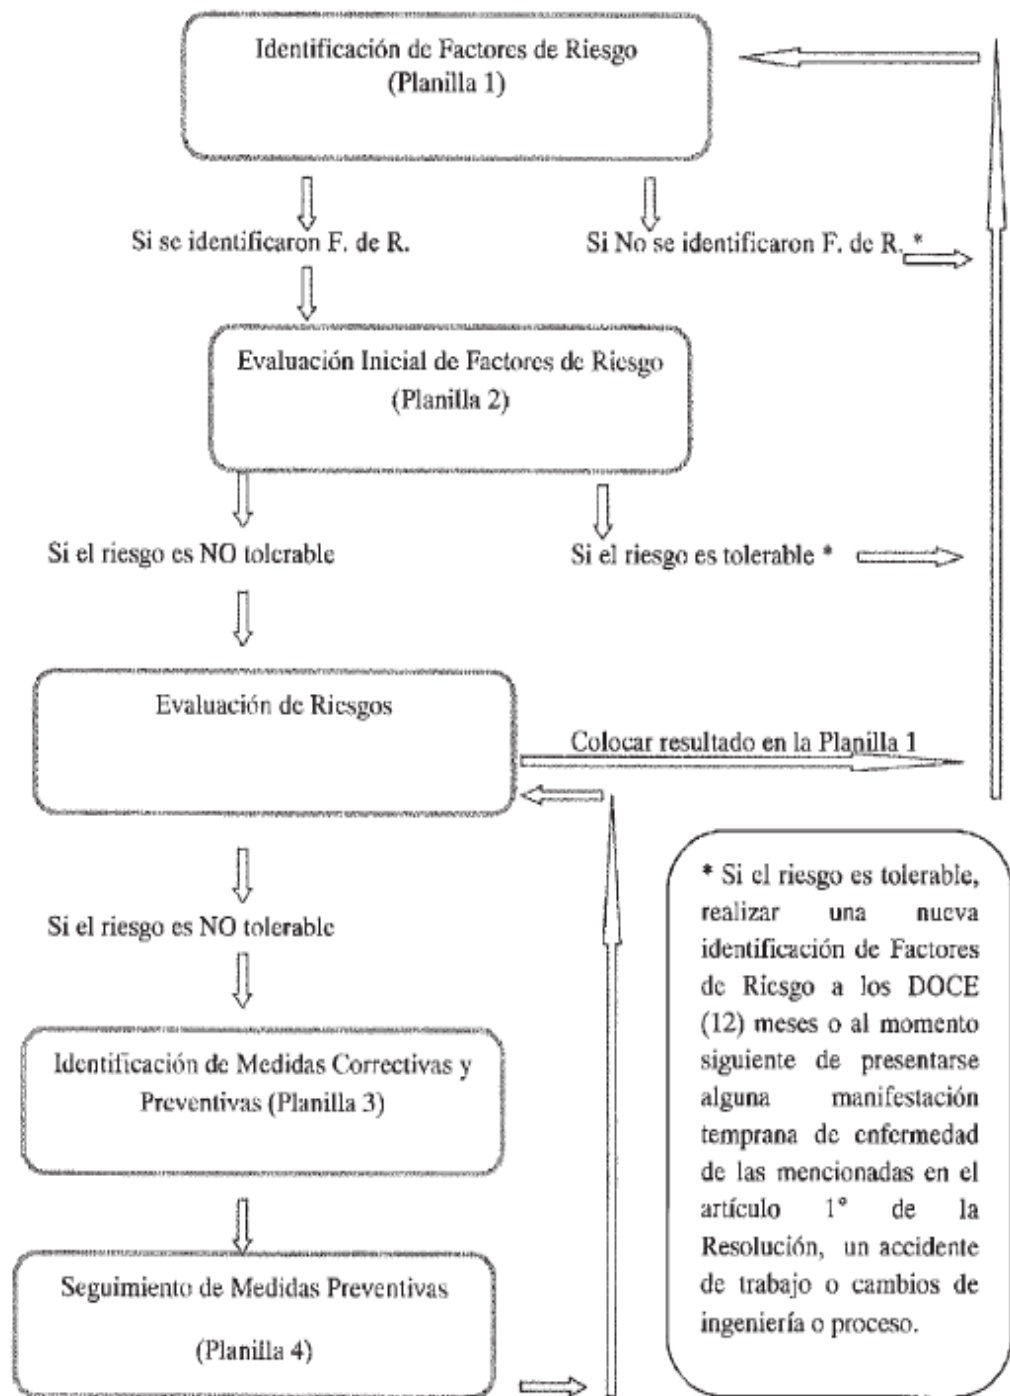 Identificación de Factores de Riesgo
(Planilla 1)
Si se identificaron F. de R.
Si No se identificaron F. de R. *
Evaluación Inicial de Factores de Riesgo
(Planilla 2)
Si el riesgo es NO tolerable
Si el riesgo es tolerable *
Evaluación de Riesgos
Colocar resultado en la Planilla 1
Si el riesgo es NO tolerable
Identificación de Medidas Correctivas y
Preventivas (Planilla 3)
Seguimiento de Medidas Preventivas
(Planilla 4)
* Si el riesgo es tolerable,
realizar una nueva
identificación de Factores
de Riesgo a los DOCE
(12) meses o al momento
siguiente de presentarse
alguna manifestación
temprana de enfermedad
de las mencionadas en el
artículo 1° de la
Resolución, un accidente
de trabajo o cambios de
ingeniería o proceso.